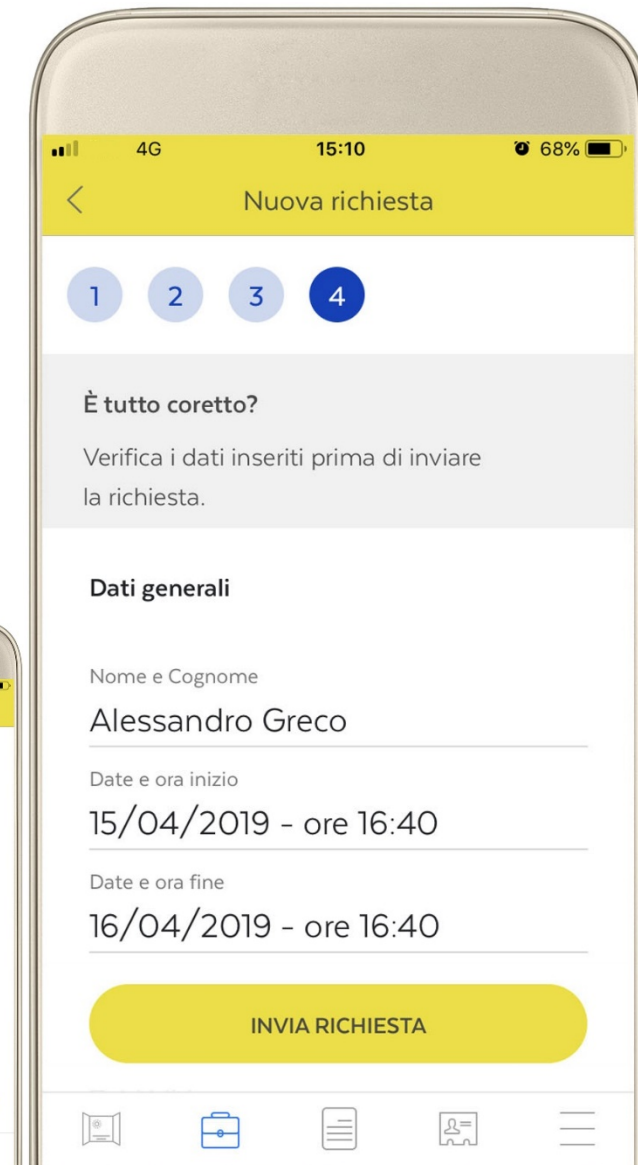 4G 15:10 68%
Nuova richiesta
1 2 3 4
È tutto coretto?
Verifica i dati inseriti prima di inviare
la richiesta.
Dati generali
Nome e Cognome
Alessandro Greco
Date e ora inizio
15/04/2019 - ore 16:40
Date e ora fine
16/04/2019 - ore 16:40
INVIA RICHIESTA